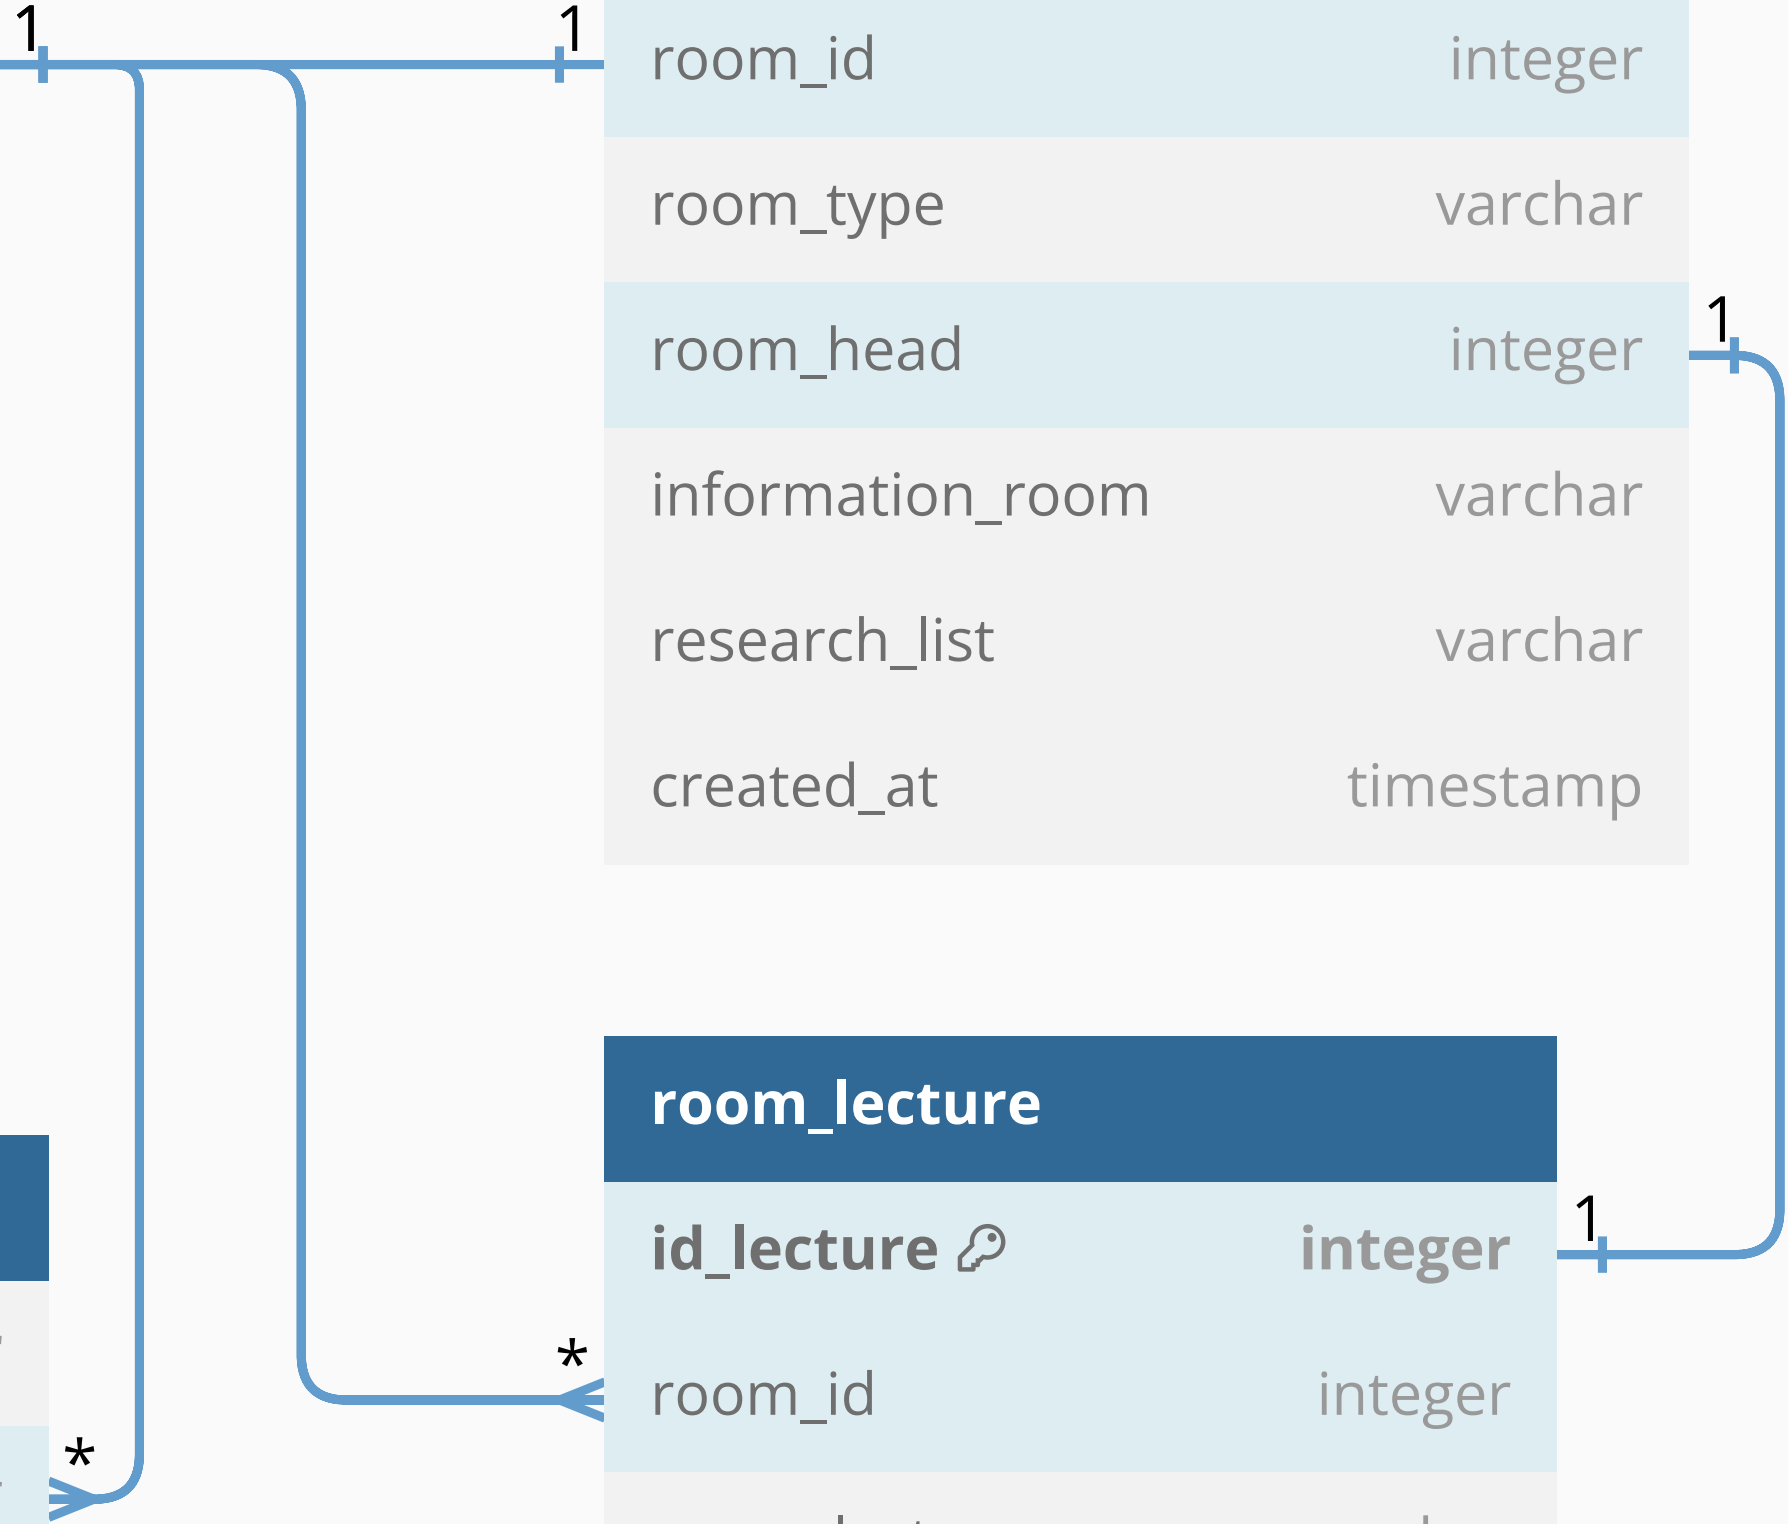 1 1
room_id integer
room_type varchar
room_head integer 1
information_room varchar
research_list varchar
created_at timestamp
room_lecture
id_lecture integer 1
*
room_id integer
*